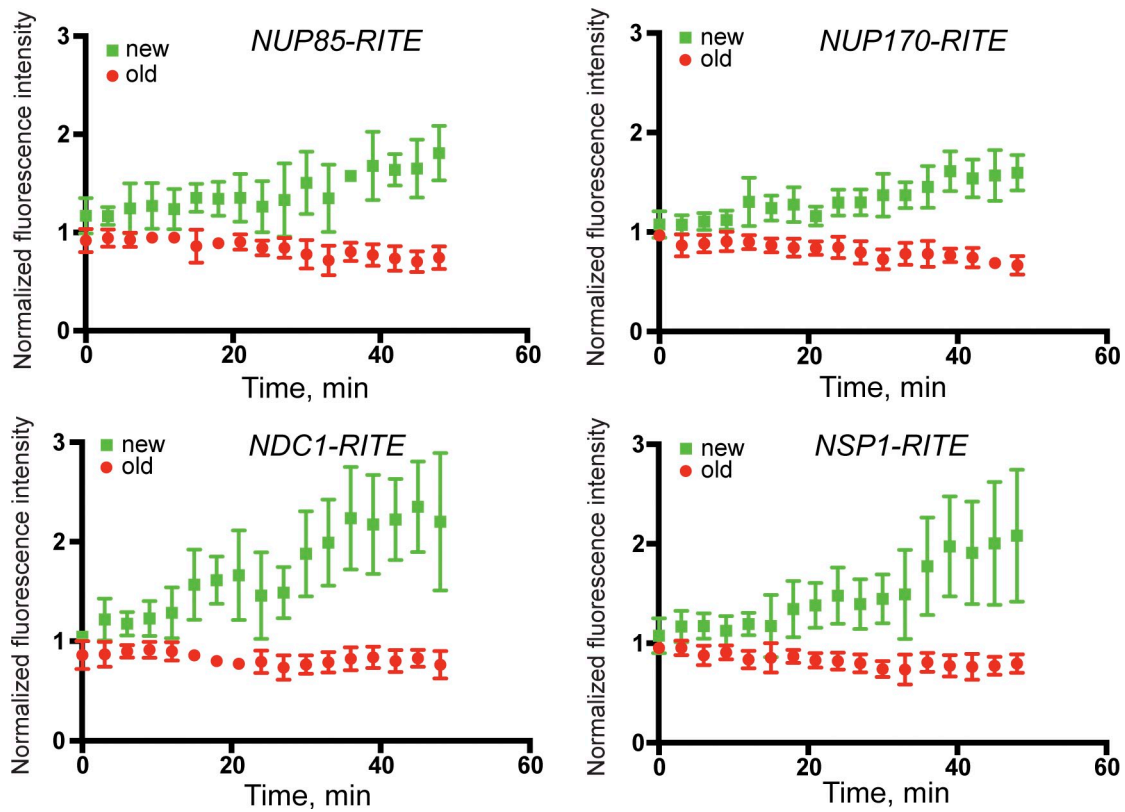 NUP85-RITE
new
old
Normalized fluorescence intensity
3
2
1
0
0 20 40 60
Time, min
NUP170-RITE
new
old
Normalized fluorescence intensity
3
2
1
0
0 20 40 60
Time, min
NDC1-RITE
new
old
Normalized fluorescence intensity
3
2
1
0
0 20 40 60
Time, min
NSP1-RITE
new
old
Normalized fluorescence intensity
3
2
1
0
0 20 40 60
Time, min